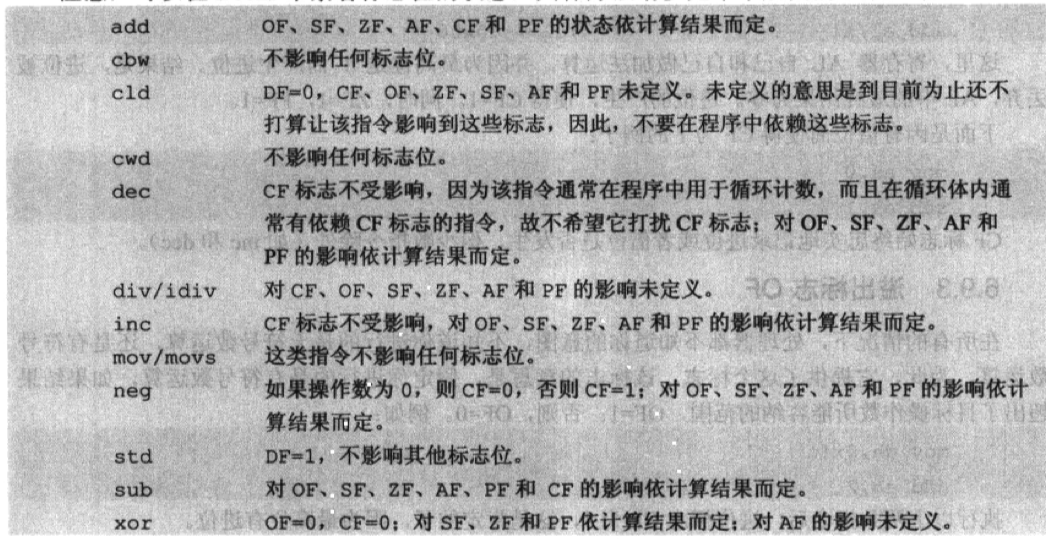 add OF、SF、ZF、AF、CF 和 PF 的状态依计算结果而定。
cbw 不影响任何标志位。
cld DF=0，CF、OF、ZF、SF、AF 和 PF 未定义。未定义的意思是到目前为止还不
打算让该指令影响到这些标志，因此，不要在程序中依赖这些标志。
cwd 不影响任何标志位。
dec CF 标志不受影响，因为该指令通常在程序中用于循环计数，而且在循环体内通
常有依赖 CF 标志的指令，故不希望它打扰 CF 标志；对 OF、SF、ZF、AF 和
PF 的影响依计算结果而定。
div/idiv 对 CF、OF、SF、ZF、AF 和 PF 的影响未定义。
inc CF 标志不受影响，对 OF、SF、ZF、AF 和 PF 的影响依计算结果而定。
mov/movs 这类指令不影响任何标志位。
neg 如果操作数为 0，则 CF=0，否则 CF=1；对 OF、SF、ZF、AF 和 PF 的影响依计
算结果而定。
std DF=1，不影响其他标志位。
sub 对 OF、SF、ZF、AF、PF 和 CF 的影响依计算结果而定。
xor OF=0，CF=0；对 SF、ZF 和 PF 依计算结果而定；对 AF 的影响未定义。